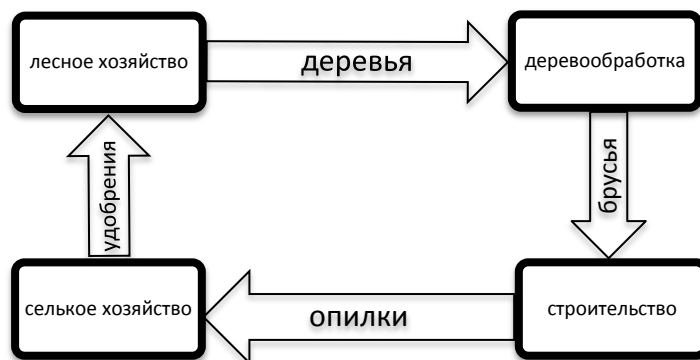 лесное хозяйство
деревья
деревообработка
удобрения
брусья
селькое хозяйство
опилки
строительство